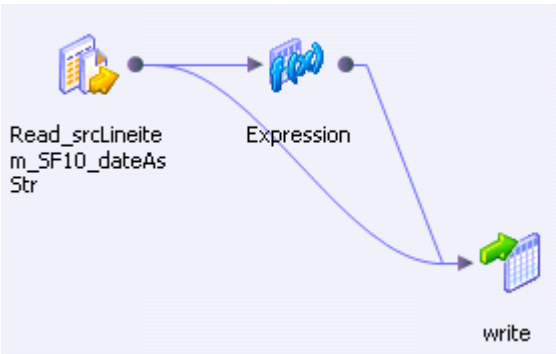 Read_srcLineite
m_SF10_dateAs
Str
f(x)
Expression
write